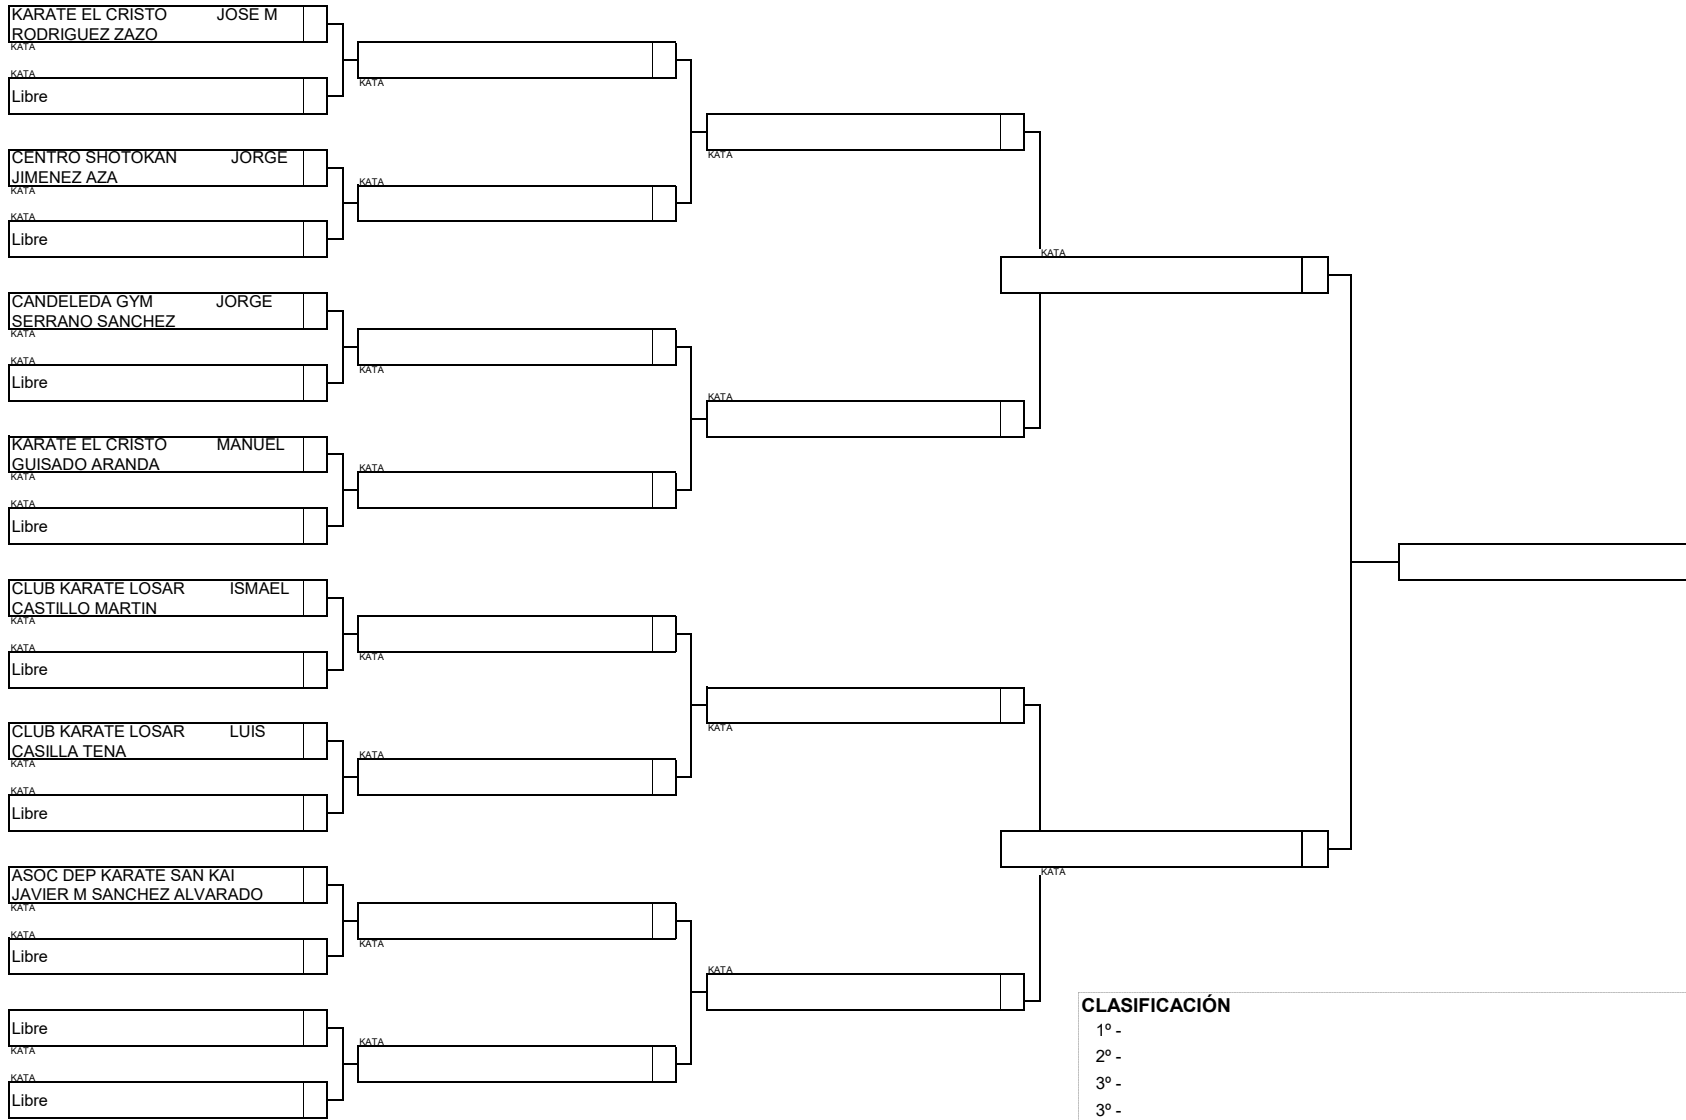 KARATE EL CRISTO JOSE M
RODRIGUEZ ZAZO
KATA
KATA
KATA
Libre
KATA
CENTRO SHOTOKAN JORGE
JIMENEZ AZA
KATA
KATA
KATA
Libre
KATA
CANDELEDA GYM JORGE
SERRANO SANCHEZ
KATA
KATA
KATA
Libre
KATA
KARATE EL CRISTO MANUEL
GUISADO ARANDA
KATA
KATA
KATA
Libre
CLUB KARATE LOSAR ISMAEL
CASTILLO MARTIN
KATA
KATA
KATA
Libre
CLUB KARATE LOSAR LUIS
CASILLA TENA
KATA
KATA
KATA
KATA
Libre
ASOC DEP KARATE SAN KAI
JAVIER M SANCHEZ ALVARADO
KATA
KATA
KATA
KATA
Libre
KATA
Libre
KATA
KATA
KATA
Libre
CLASIFICACIÓN
1º -
2º -
3º -
3º -